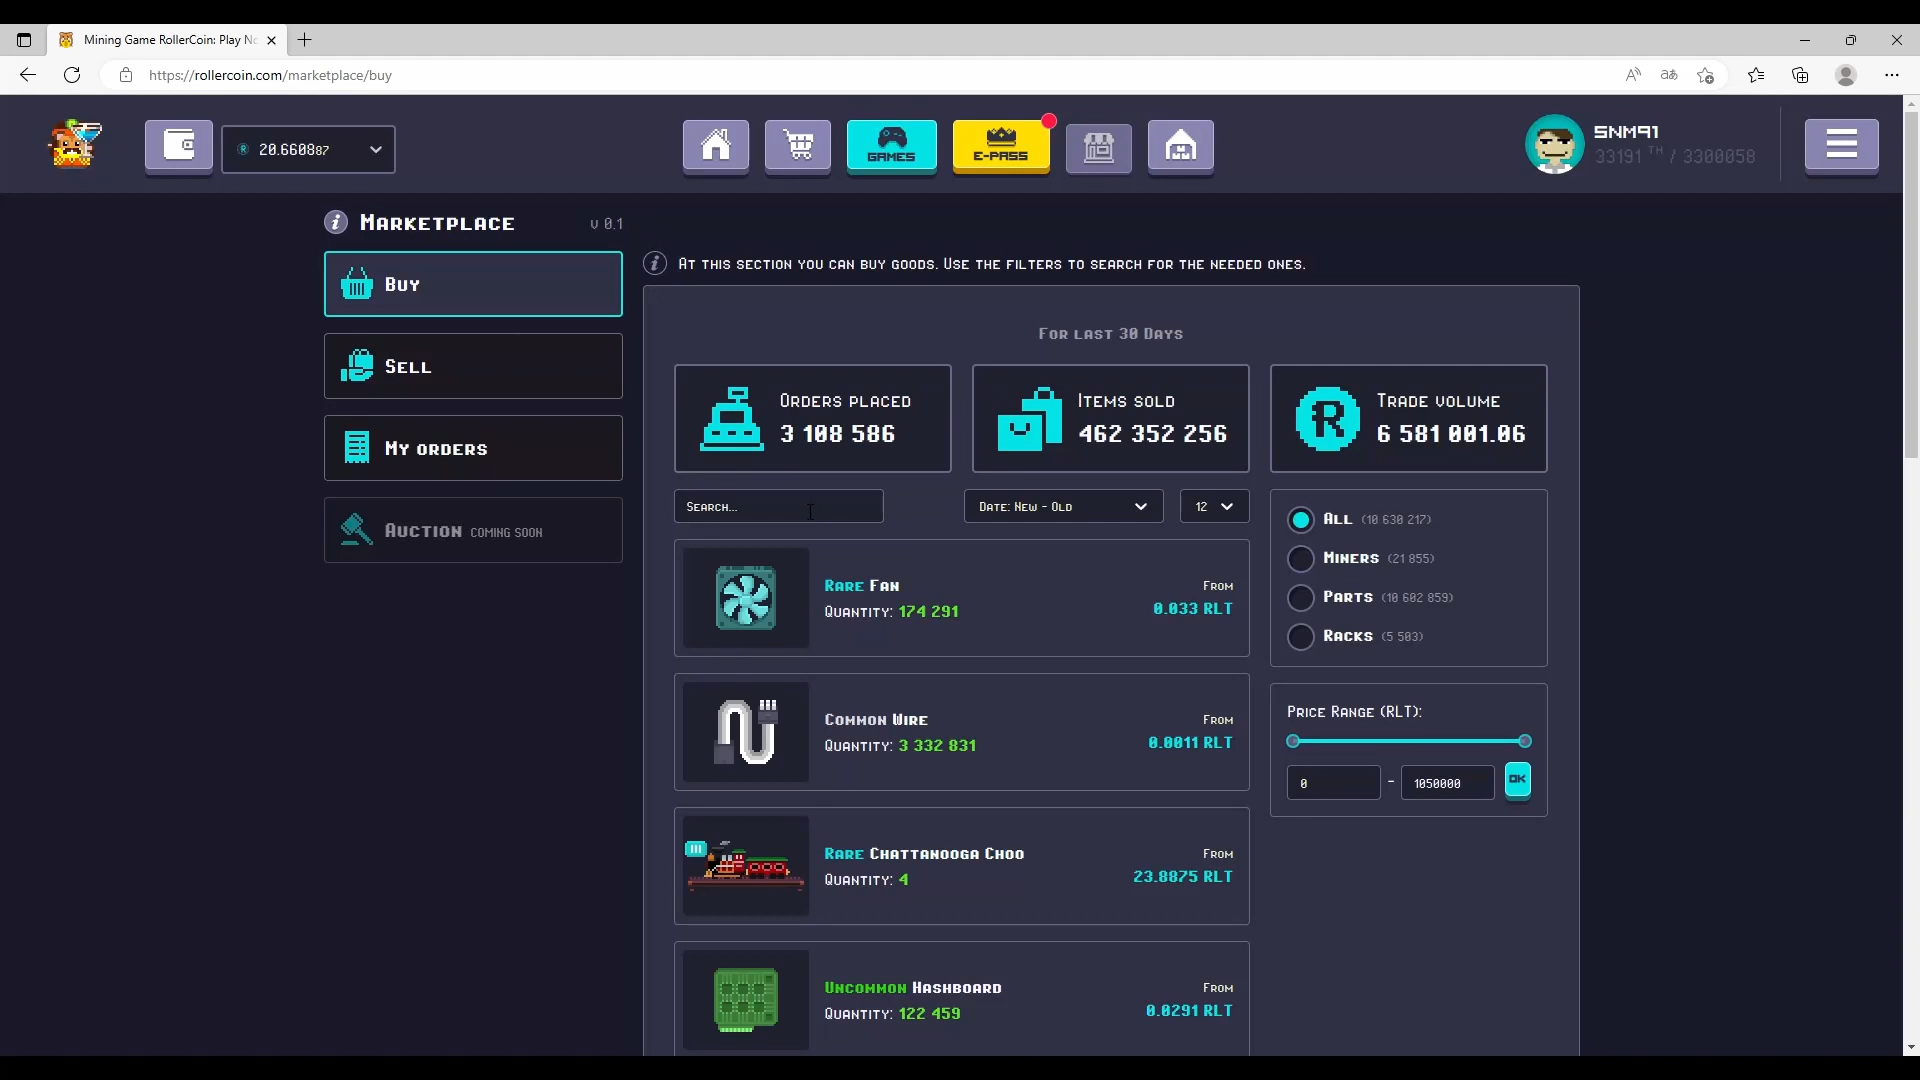 Mining Game RollerCoin: Play No
https://rollercoin.com/marketplace/buy
20.660887
GAMES
E-PASS
SNM91
33191 TH / 3300058
MARKETPLACE
V 0.1
BUY
SELL
MY ORDERS
AUCTION COMING SOON
AT THIS SECTION YOU CAN BUY GOODS. USE THE FILTERS TO SEARCH FOR THE NEEDED ONES.
FOR LAST 30 DAYS
ORDERS PLACED
3 108 586
ITEMS SOLD
462 352 256
TRADE VOLUME
6 581 001.06
SEARCH...
DATE: NEW - OLD
12
RARE FAN
QUANTITY: 174 291
FROM
0.033 RLT
COMMON WIRE
QUANTITY: 3 332 831
FROM
0.0011 RLT
RARE CHATTANOOGA CHOO
QUANTITY: 4
FROM
23.8875 RLT
UNCOMMON HASHBOARD
QUANTITY: 122 459
FROM
0.0291 RLT
ALL (10 630 217)
MINERS (21 855)
PARTS (10 602 859)
RACKS (5 503)
PRICE RANGE (RLT):
0 - 1050000
OK